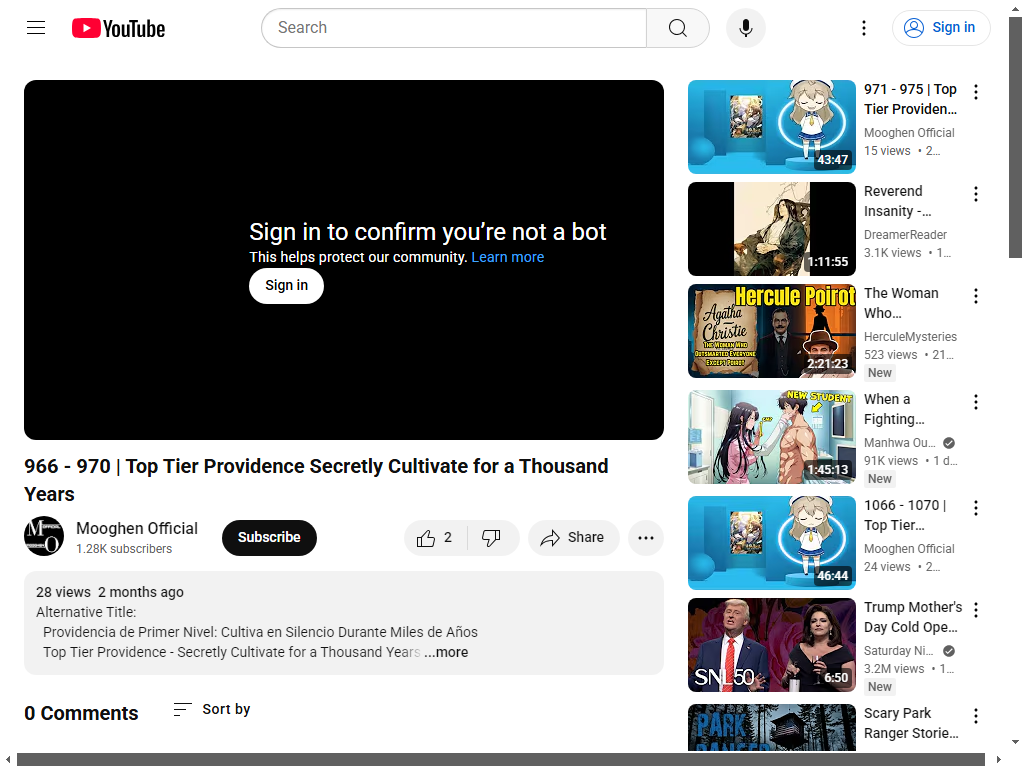 YouTube
Search
Sign in
Sign in to confirm you're not a bot
This helps protect our community. Learn more
Sign in
966 - 970 | Top Tier Providence Secretly Cultivate for a Thousand
Years
Mooghen Official
1.28K subscribers
Subscribe
2
Share
28 views 2 months ago
Alternative Title:
Providencia de Primer Nivel: Cultiva en Silencio Durante Miles de Años
Top Tier Providence - Secretly Cultivate for a Thousand Years ...more
0 Comments
Sort by
43:47
971 - 975 | Top
Tier Providen...
Mooghen Official
15 views • 2...
1:11:55
Reverend
Insanity -...
DreamerReader
3.1K views • 1...
Hercule Poirot
Agatha
Christie
The Woman Who
Outsmarted Everyone
Except Poirot
2:21:23
The Woman
Who...
HerculeMysteries
523 views • 21...
New
NEW STUDENT
1:45:13
When a
Fighting...
Manhwa Ou...
91K views • 1 d...
New
46:44
1066 - 1070 |
Top Tier...
Mooghen Official
24 views • 2...
SNL50
6:50
Trump Mother's
Day Cold Ope...
Saturday Ni...
3.2M views • 1...
New
PARK
RANGER
Scary Park
Ranger Storie...